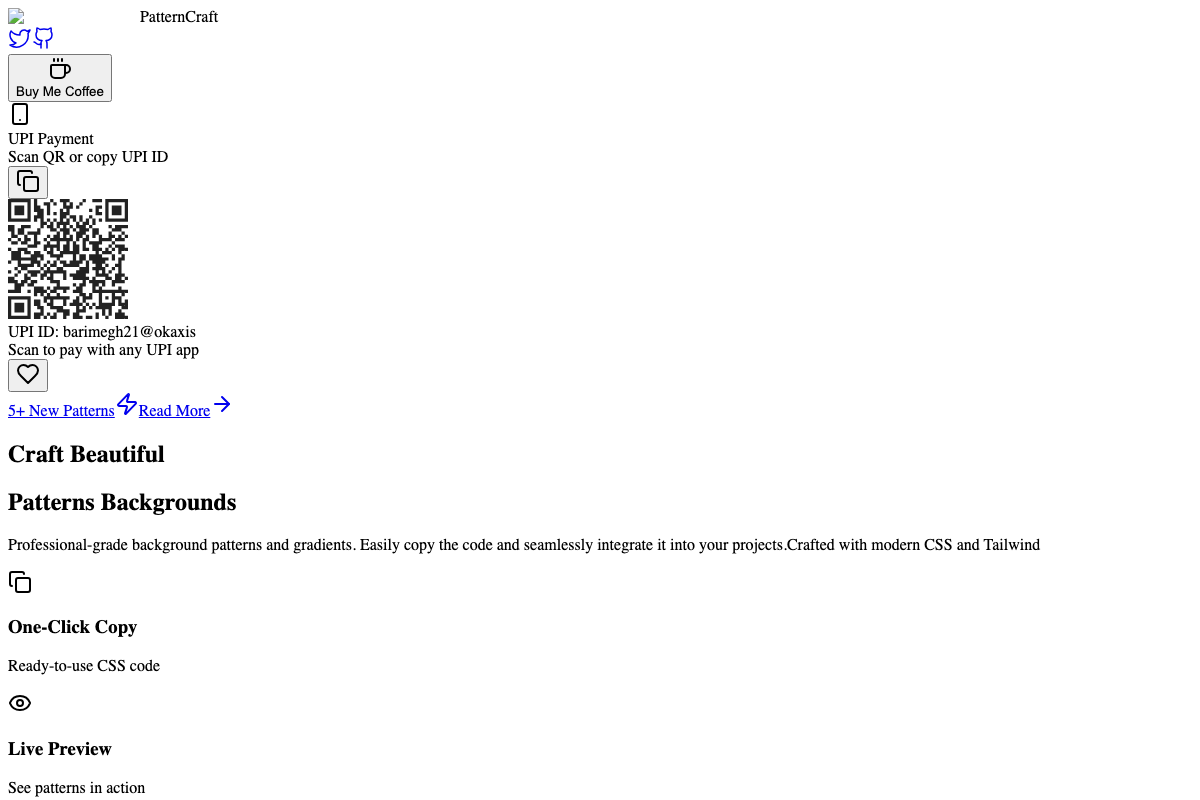 PatternCraft
Buy Me Coffee
UPI Payment
Scan QR or copy UPI ID
UPI ID: barimegh21@okaxis
Scan to pay with any UPI app
5+ New Patterns Read More
Craft Beautiful
Patterns Backgrounds
Professional-grade background patterns and gradients. Easily copy the code and seamlessly integrate it into your projects.Crafted with modern CSS and Tailwind
One-Click Copy
Ready-to-use CSS code
Live Preview
See patterns in action